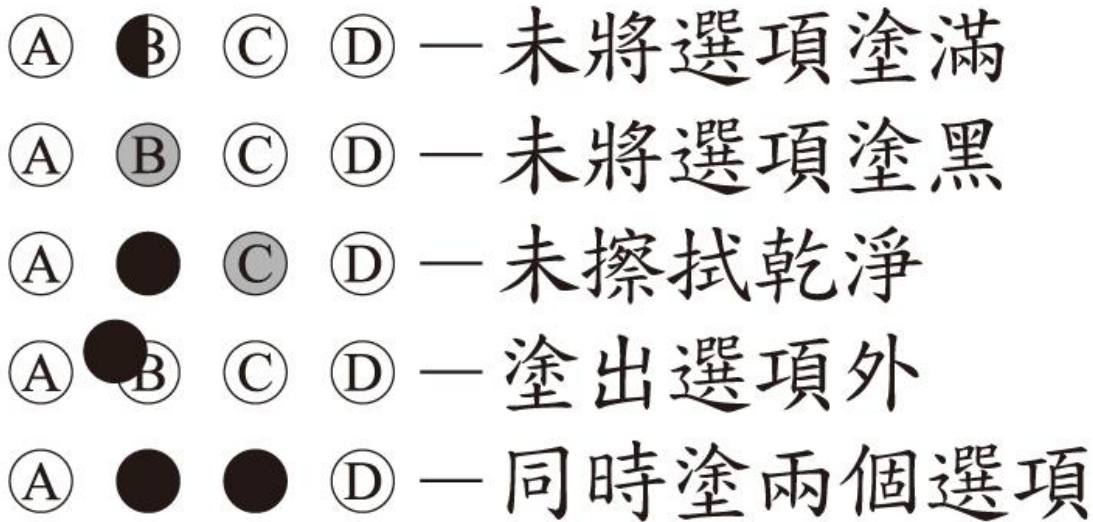 Ⓐ Ⓑ Ⓒ Ⓓ — 未將選項塗滿
Ⓐ Ⓑ Ⓒ Ⓓ — 未將選項塗黑
Ⓐ ● Ⓒ Ⓓ — 未擦拭乾淨
Ⓐ Ⓑ Ⓒ Ⓓ — 塗出選項外
Ⓐ ● ● Ⓓ — 同時塗兩個選項